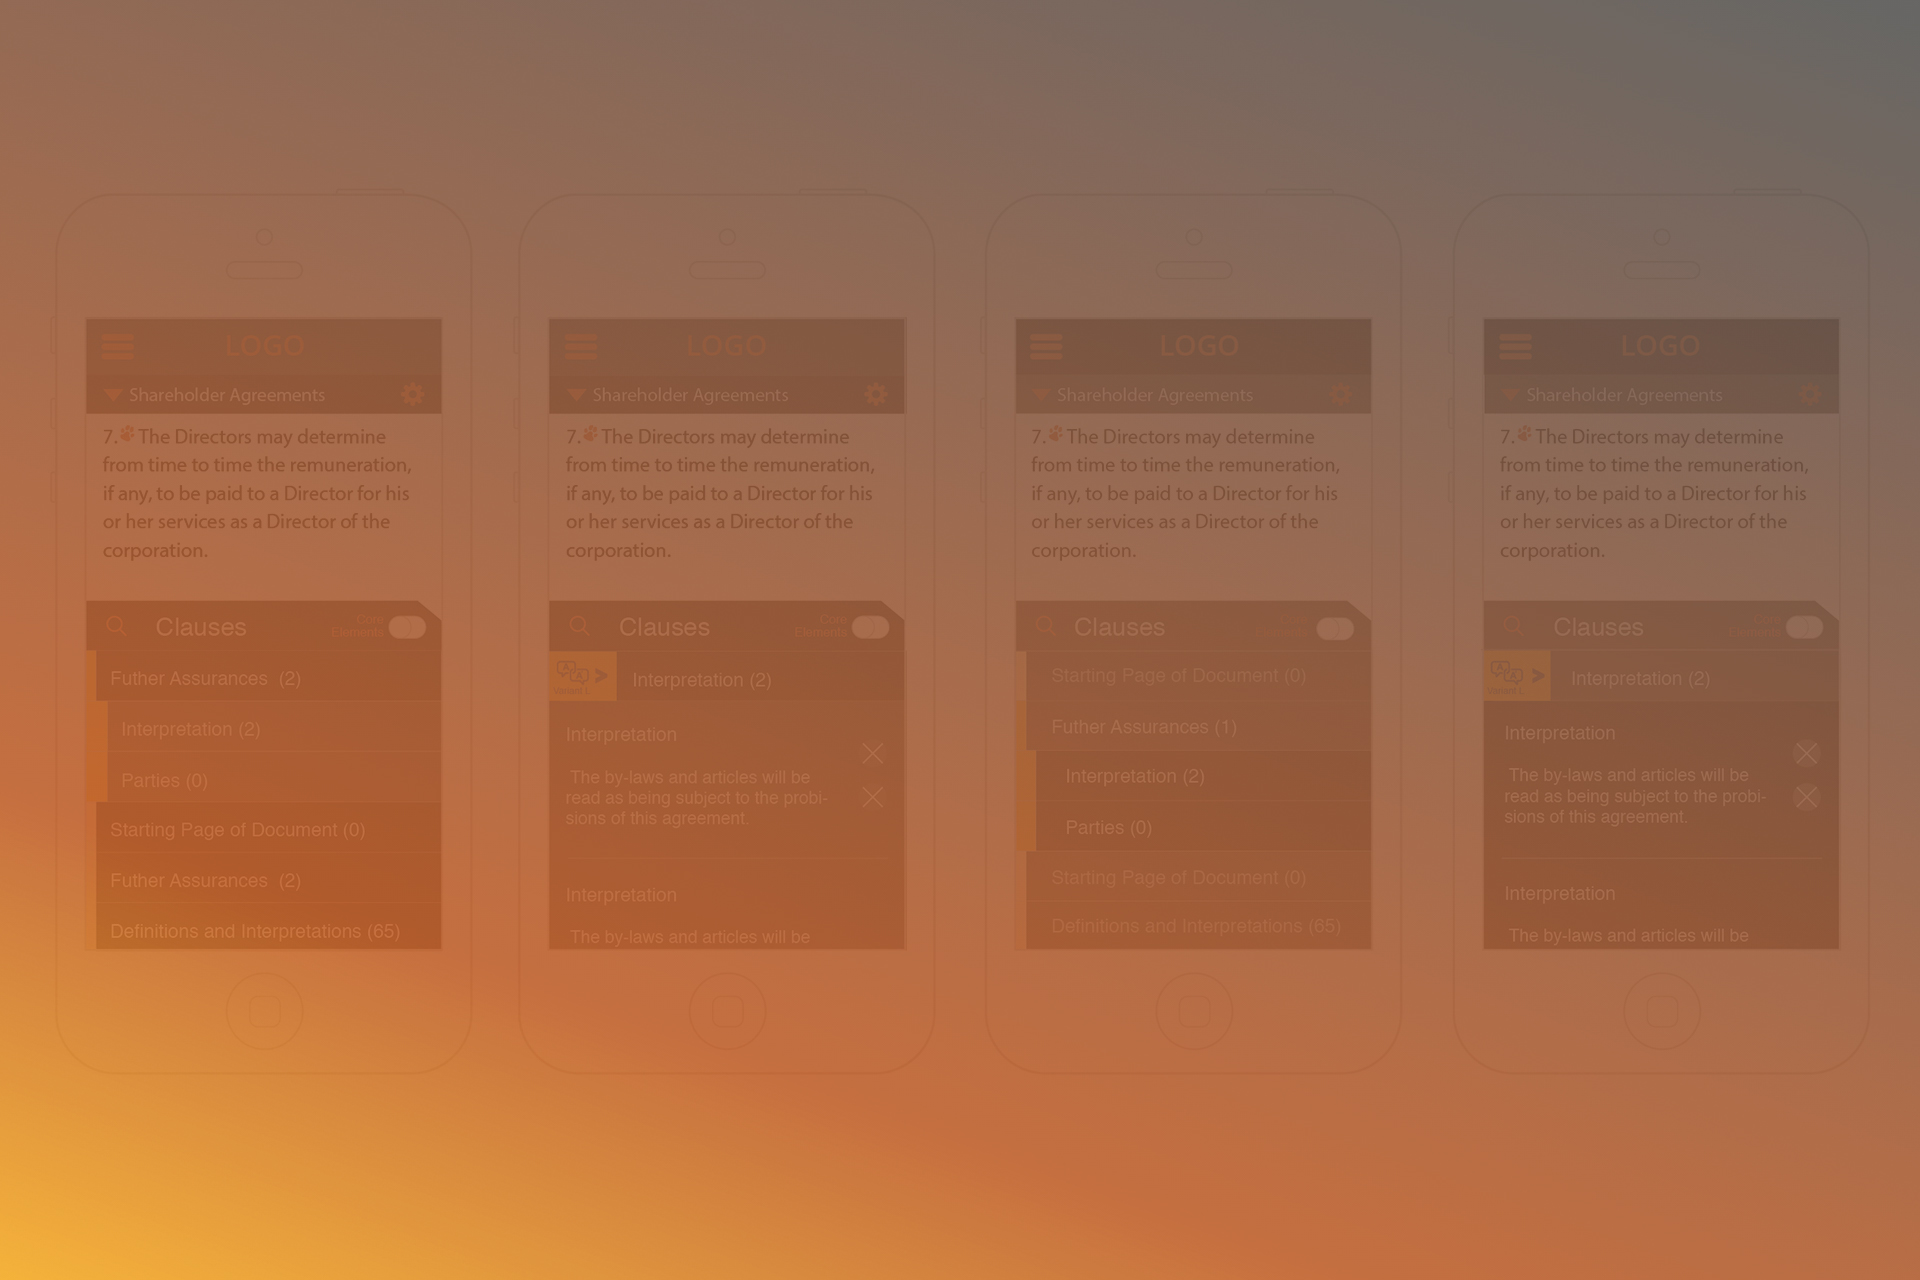 LOGO
Shareholder Agreements
7. The Directors may determine
from time to time the remuneration,
if any, to be paid to a Director for his
or her services as a Director of the
corporation.
Clauses
Core
Elements
Futher Assurances (2)
Interpretation (2)
Parties (0)
Starting Page of Document (0)
Futher Assurances (2)
Definitions and Interpretations (65)
LOGO
Shareholder Agreements
7. The Directors may determine
from time to time the remuneration,
if any, to be paid to a Director for his
or her services as a Director of the
corporation.
Clauses
Core
Elements
A A >
Variant L.
Interpretation (2)
Interpretation
The by-laws and articles will be
read as being subject to the probi-
sions of this agreement.
Interpretation
The by-laws and articles will be
LOGO
Shareholder Agreements
7. The Directors may determine
from time to time the remuneration,
if any, to be paid to a Director for his
or her services as a Director of the
corporation.
Clauses
Core
Elements
Starting Page of Document (0)
Futher Assurances (1)
Interpretation (2)
Parties (0)
Starting Page of Document (0)
Definitions and Interpretations (65)
LOGO
Shareholder Agreements
7. The Directors may determine
from time to time the remuneration,
if any, to be paid to a Director for his
or her services as a Director of the
corporation.
Clauses
Core
Elements
A A >
Variant L.
Interpretation (2)
Interpretation
The by-laws and articles will be
read as being subject to the probi-
sions of this agreement.
Interpretation
The by-laws and articles will be